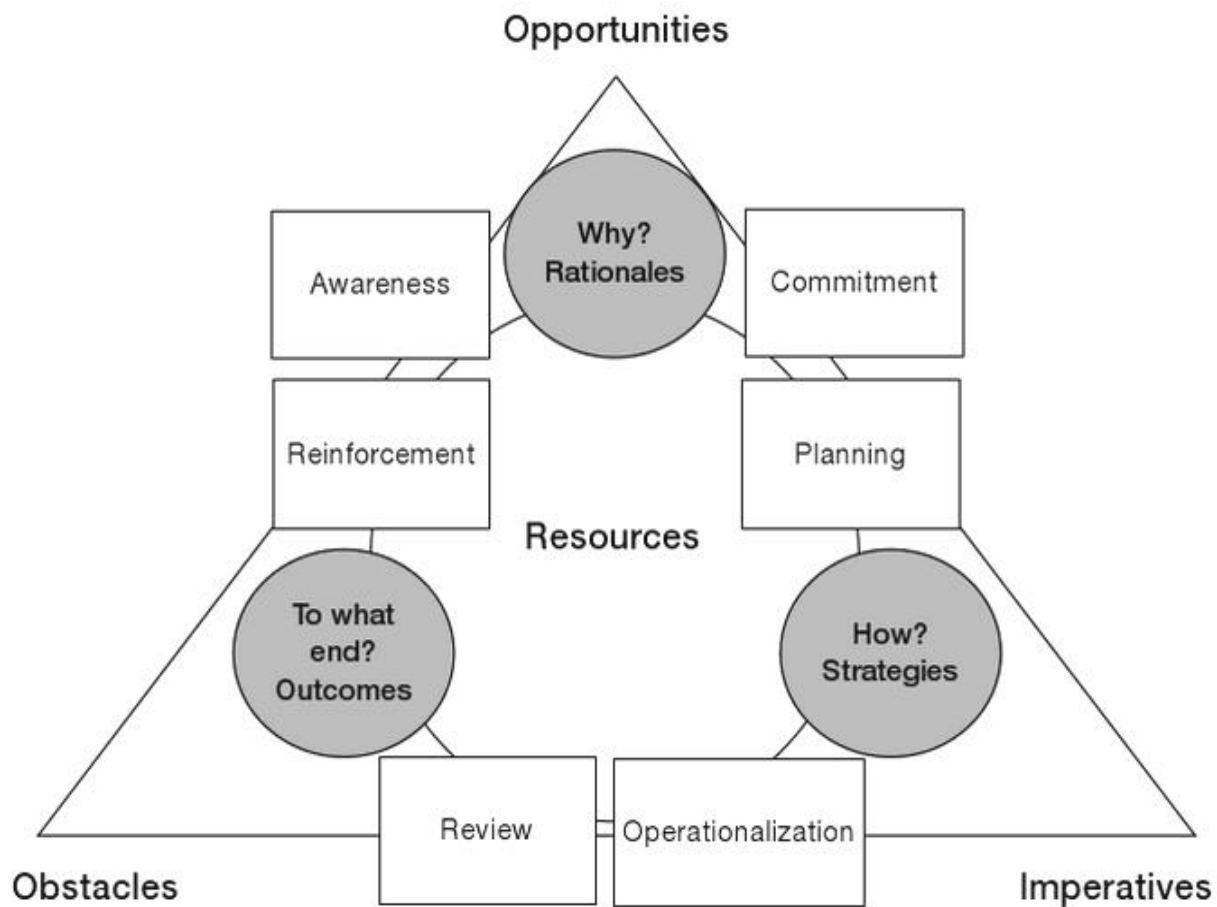 Opportunities
Why?
Rationales
Awareness
Commitment
Reinforcement
Planning
Resources
To what
end?
Outcomes
How?
Strategies
Review
Operationalization
Obstacles
Imperatives